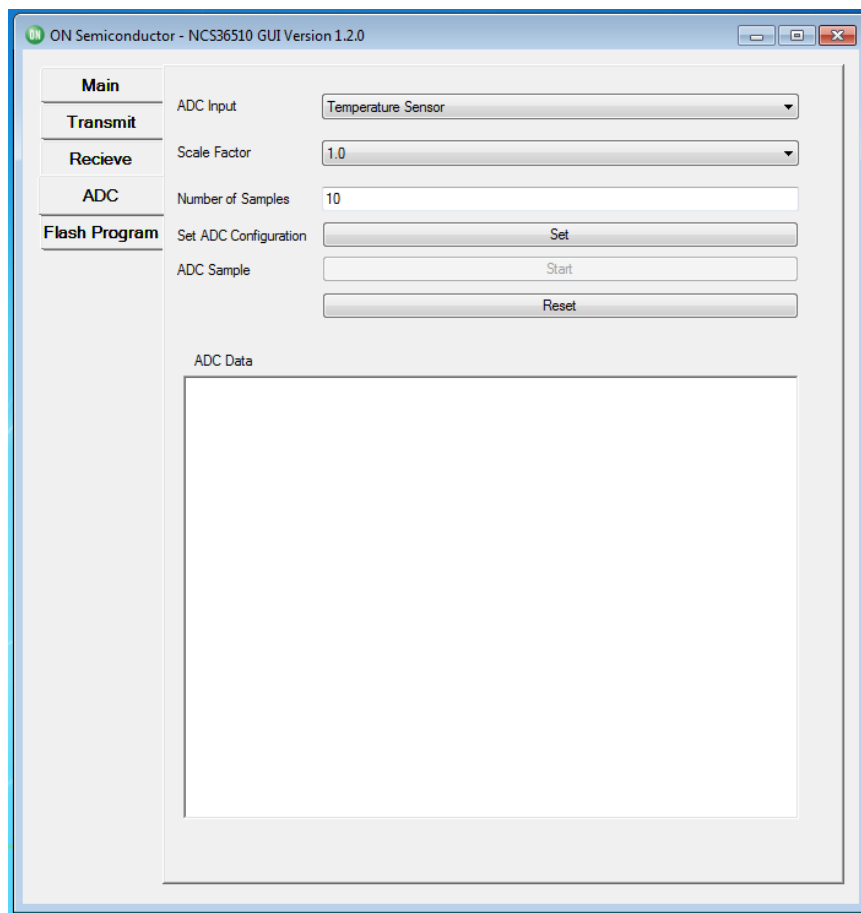 ON ON Semiconductor - NCS36510 GUI Version 1.2.0
Main
Transmit
Recieve
ADC
Flash Program
ADC Input Temperature Sensor
Scale Factor 1.0
Number of Samples 10
Set ADC Configuration Set
ADC Sample Start
Reset
ADC Data